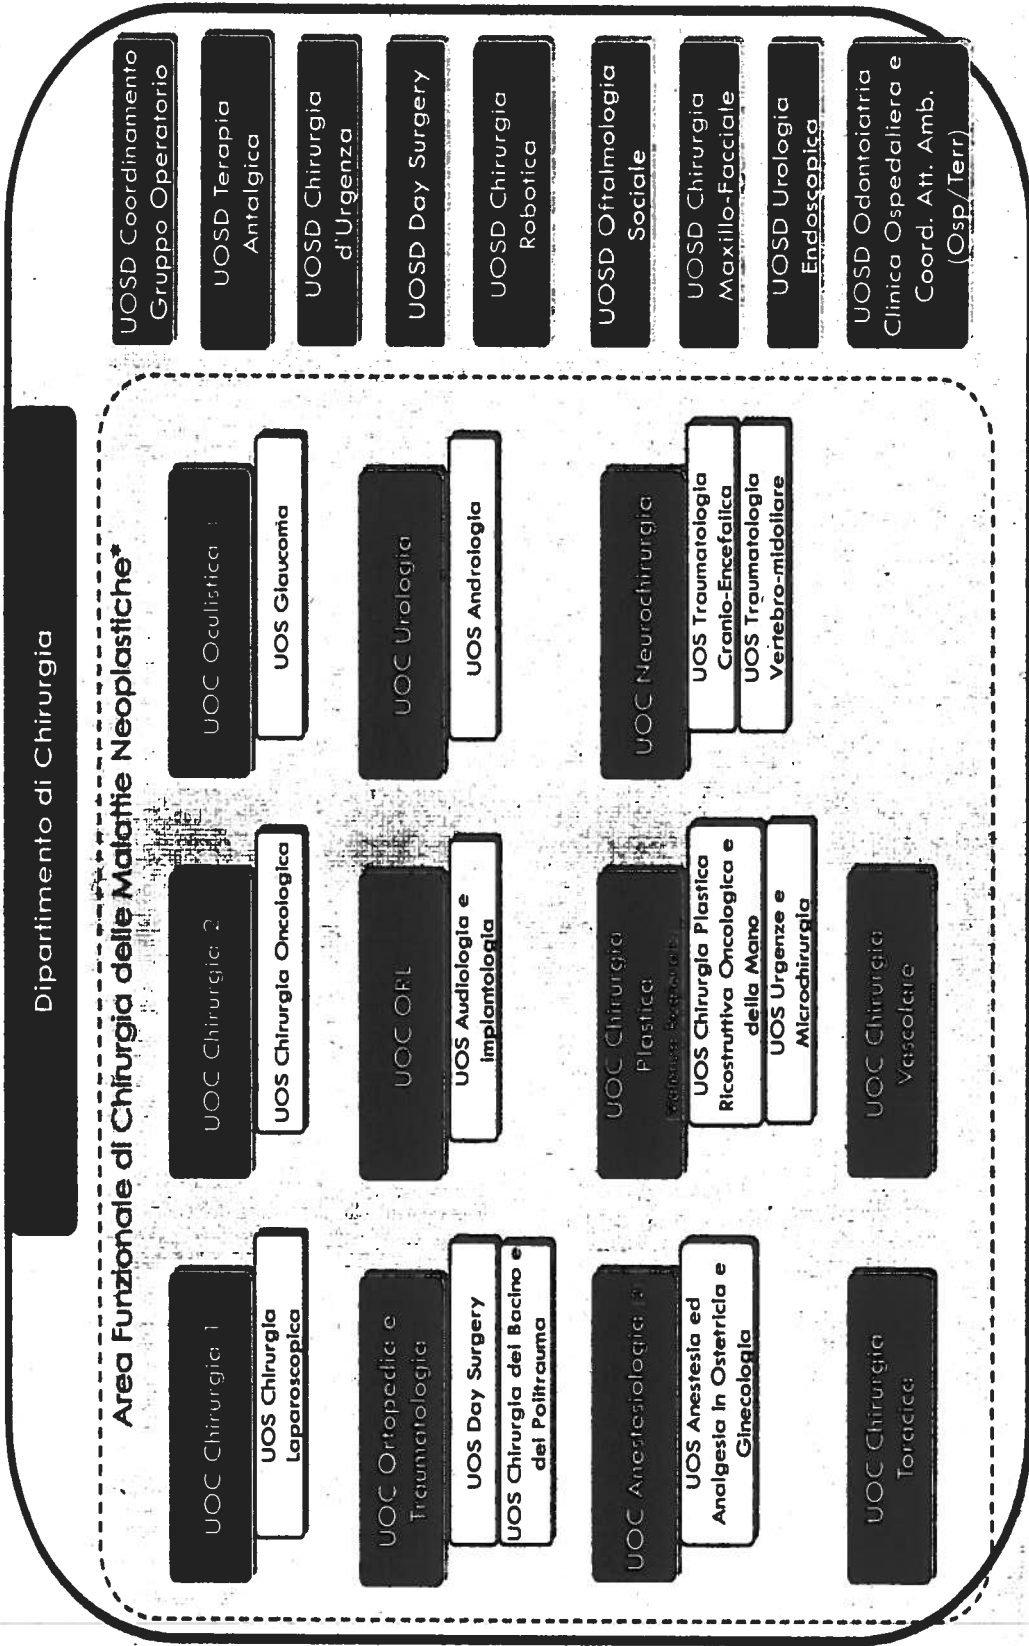 Dipartimento di Chirurgia
Area Funzionale di Chirurgia delle Malattie Neoplastiche*
UOC Chirurgia 1
UOS Chirurgia
Laparoscopica
UOC Chirurgia 2
UOS Chirurgia Oncologica
UOC Oculistica 1
UOS Glaucoma
UOC Ortopedia e
Traumatologia
UOS Day Surgery
UOS Chirurgia del Bacino e
del Politrauma
UOC ORL
UOS Audiologia e
implantologia
UOC Urologia
UOS Andrologia
UOC Anestesiologia
UOS Anestesia ed
Analgesia in Ostetricia e
Ginecologia
UOC Chirurgia
Plastica
UOS Chirurgia Plastica
Ricostruttiva Oncologica e
della Mano
UOS Urgenze e
Microchirurgia
UOC Neurochirurgia
UOS Traumatologia
Cranio-Encefalica
UOS Traumatologia
Vertebro-midollare
UOC Chirurgia
Toracica
UOC Chirurgia
Vascolare
UOSD Coordinamento
Gruppo Operatorio
UOSD Terapia
Antalgica
UOSD Chirurgia
d'Urgenza
UOSD Day Surgery
UOSD Chirurgia
Robotica
UOSD Oftalmologia
Sociale
UOSD Chirurgia
Maxillo-Facciale
UOSD Urologia
Endoscopica
UOSD Odontoiatria
Clinica Ospedaliera e
Coord. Att. Amb.
(Osp/Terr)